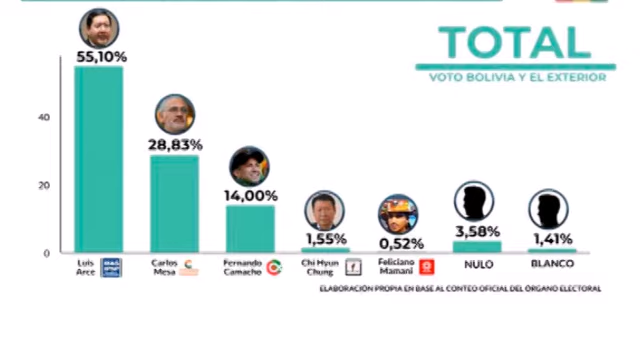 TOTAL
VOTO BOLIVIA Y EL EXTERIOR
55,10%
28,83%
14,00%
1,55%
0,52%
3,58%
1,41%
40
20
0
Luis Arce
Carlos Mesa
Fernando Camacho
Chi Hyun Chung
Feliciano Mamani
NULO
BLANCO
ELABORACIÓN PROPIA EN BASE AL CONTEO OFICIAL DEL ÓRGANO ELECTORAL